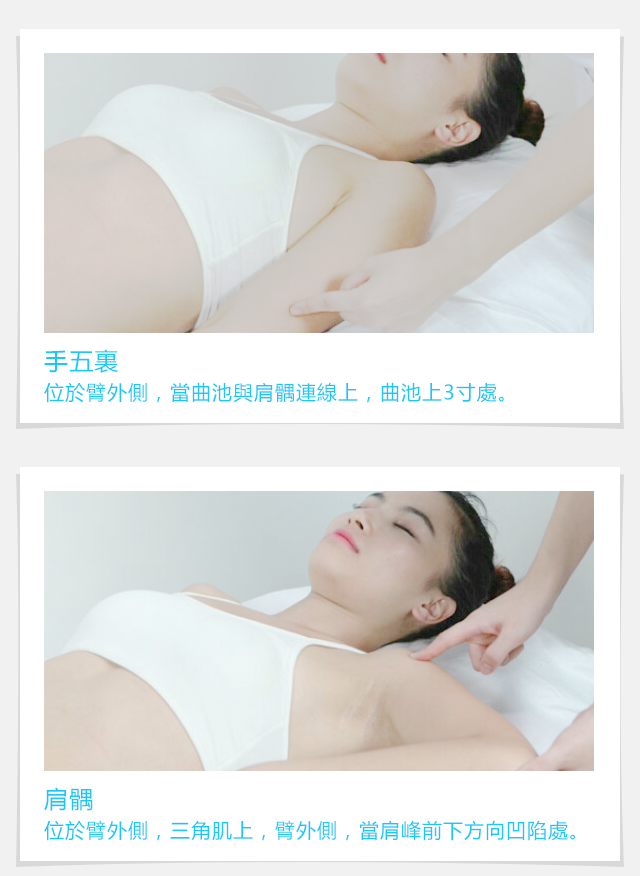 手五裏
位於臂外側，當曲池與肩髃連線上，曲池上3寸處。
肩髃
位於臂外側，三角肌上，臂外側，當肩峰前下方向凹陷處。